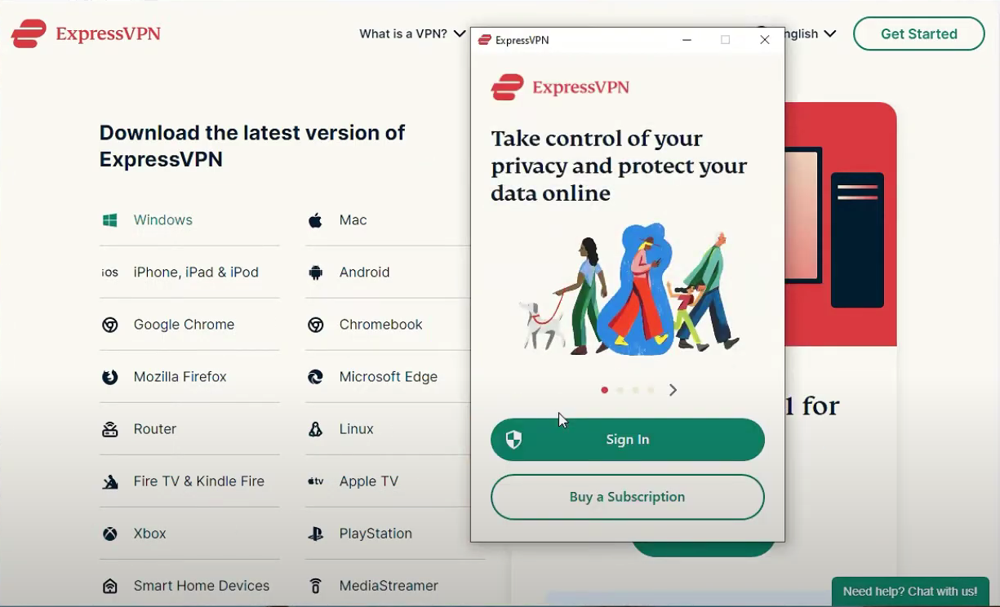 ExpressVPN
What is a VPN?
Get Started
Download the latest version of
ExpressVPN
Windows
Mac
iOS
iPhone, iPad & iPod
Android
Google Chrome
Chromebook
Mozilla Firefox
Microsoft Edge
Router
Linux
Fire TV & Kindle Fire
tv
Apple TV
Xbox
PlayStation
Smart Home Devices
MediaStreamer
ExpressVPN
ExpressVPN
Take control of your
privacy and protect your
data online
Sign In
Buy a Subscription
for
Need help? Chat with us!